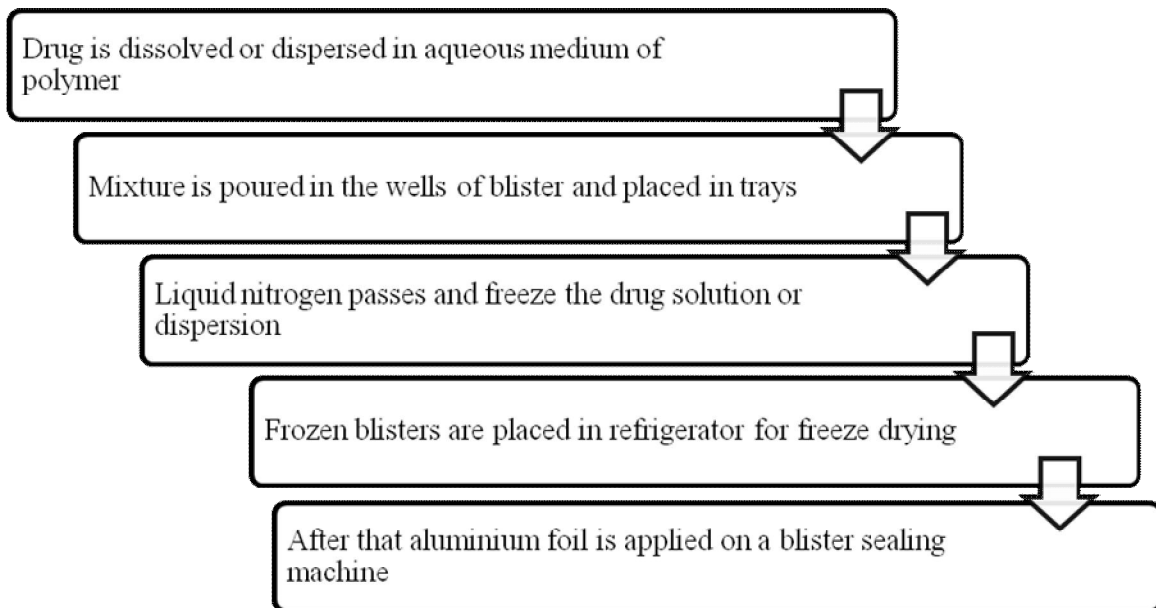 Drug is dissolved or dispersed in aqueous medium of
polymer
Mixture is poured in the wells of blister and placed in trays
Liquid nitrogen passes and freeze the drug solution or
dispersion
Frozen blisters are placed in refrigerator for freeze drying
After that aluminium foil is applied on a blister sealing
machine